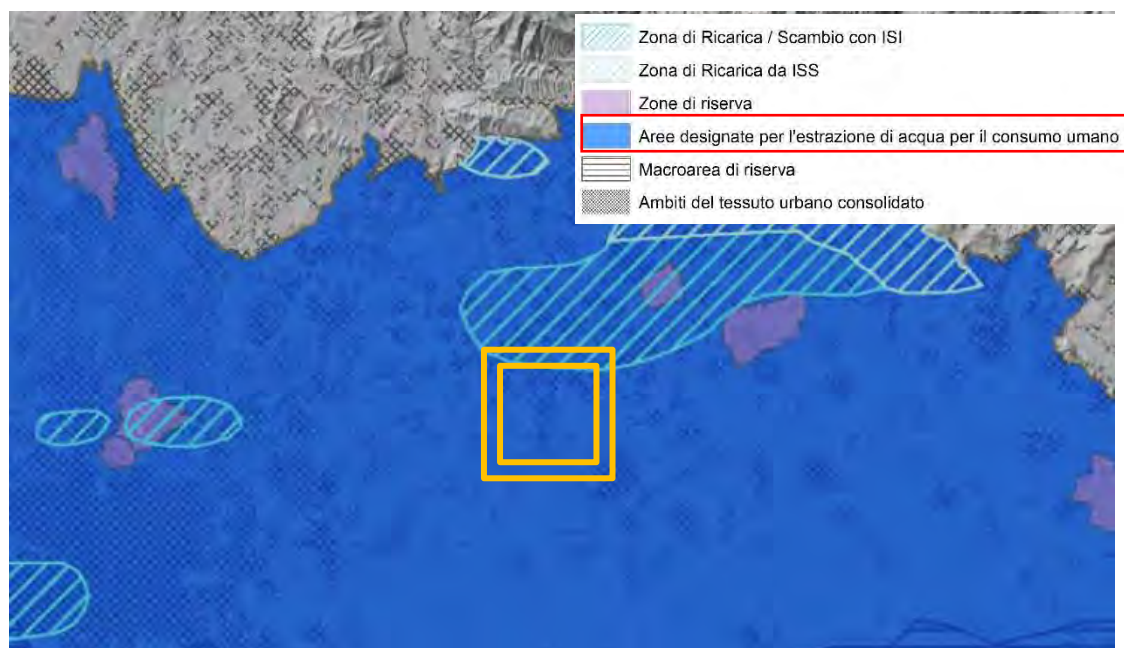 Zona di Ricarica / Scambio con ISI
Zona di Ricarica da ISS
Zone di riserva
Aree designate per l'estrazione di acqua per il consumo umano
Macroarea di riserva
Ambiti del tessuto urbano consolidato